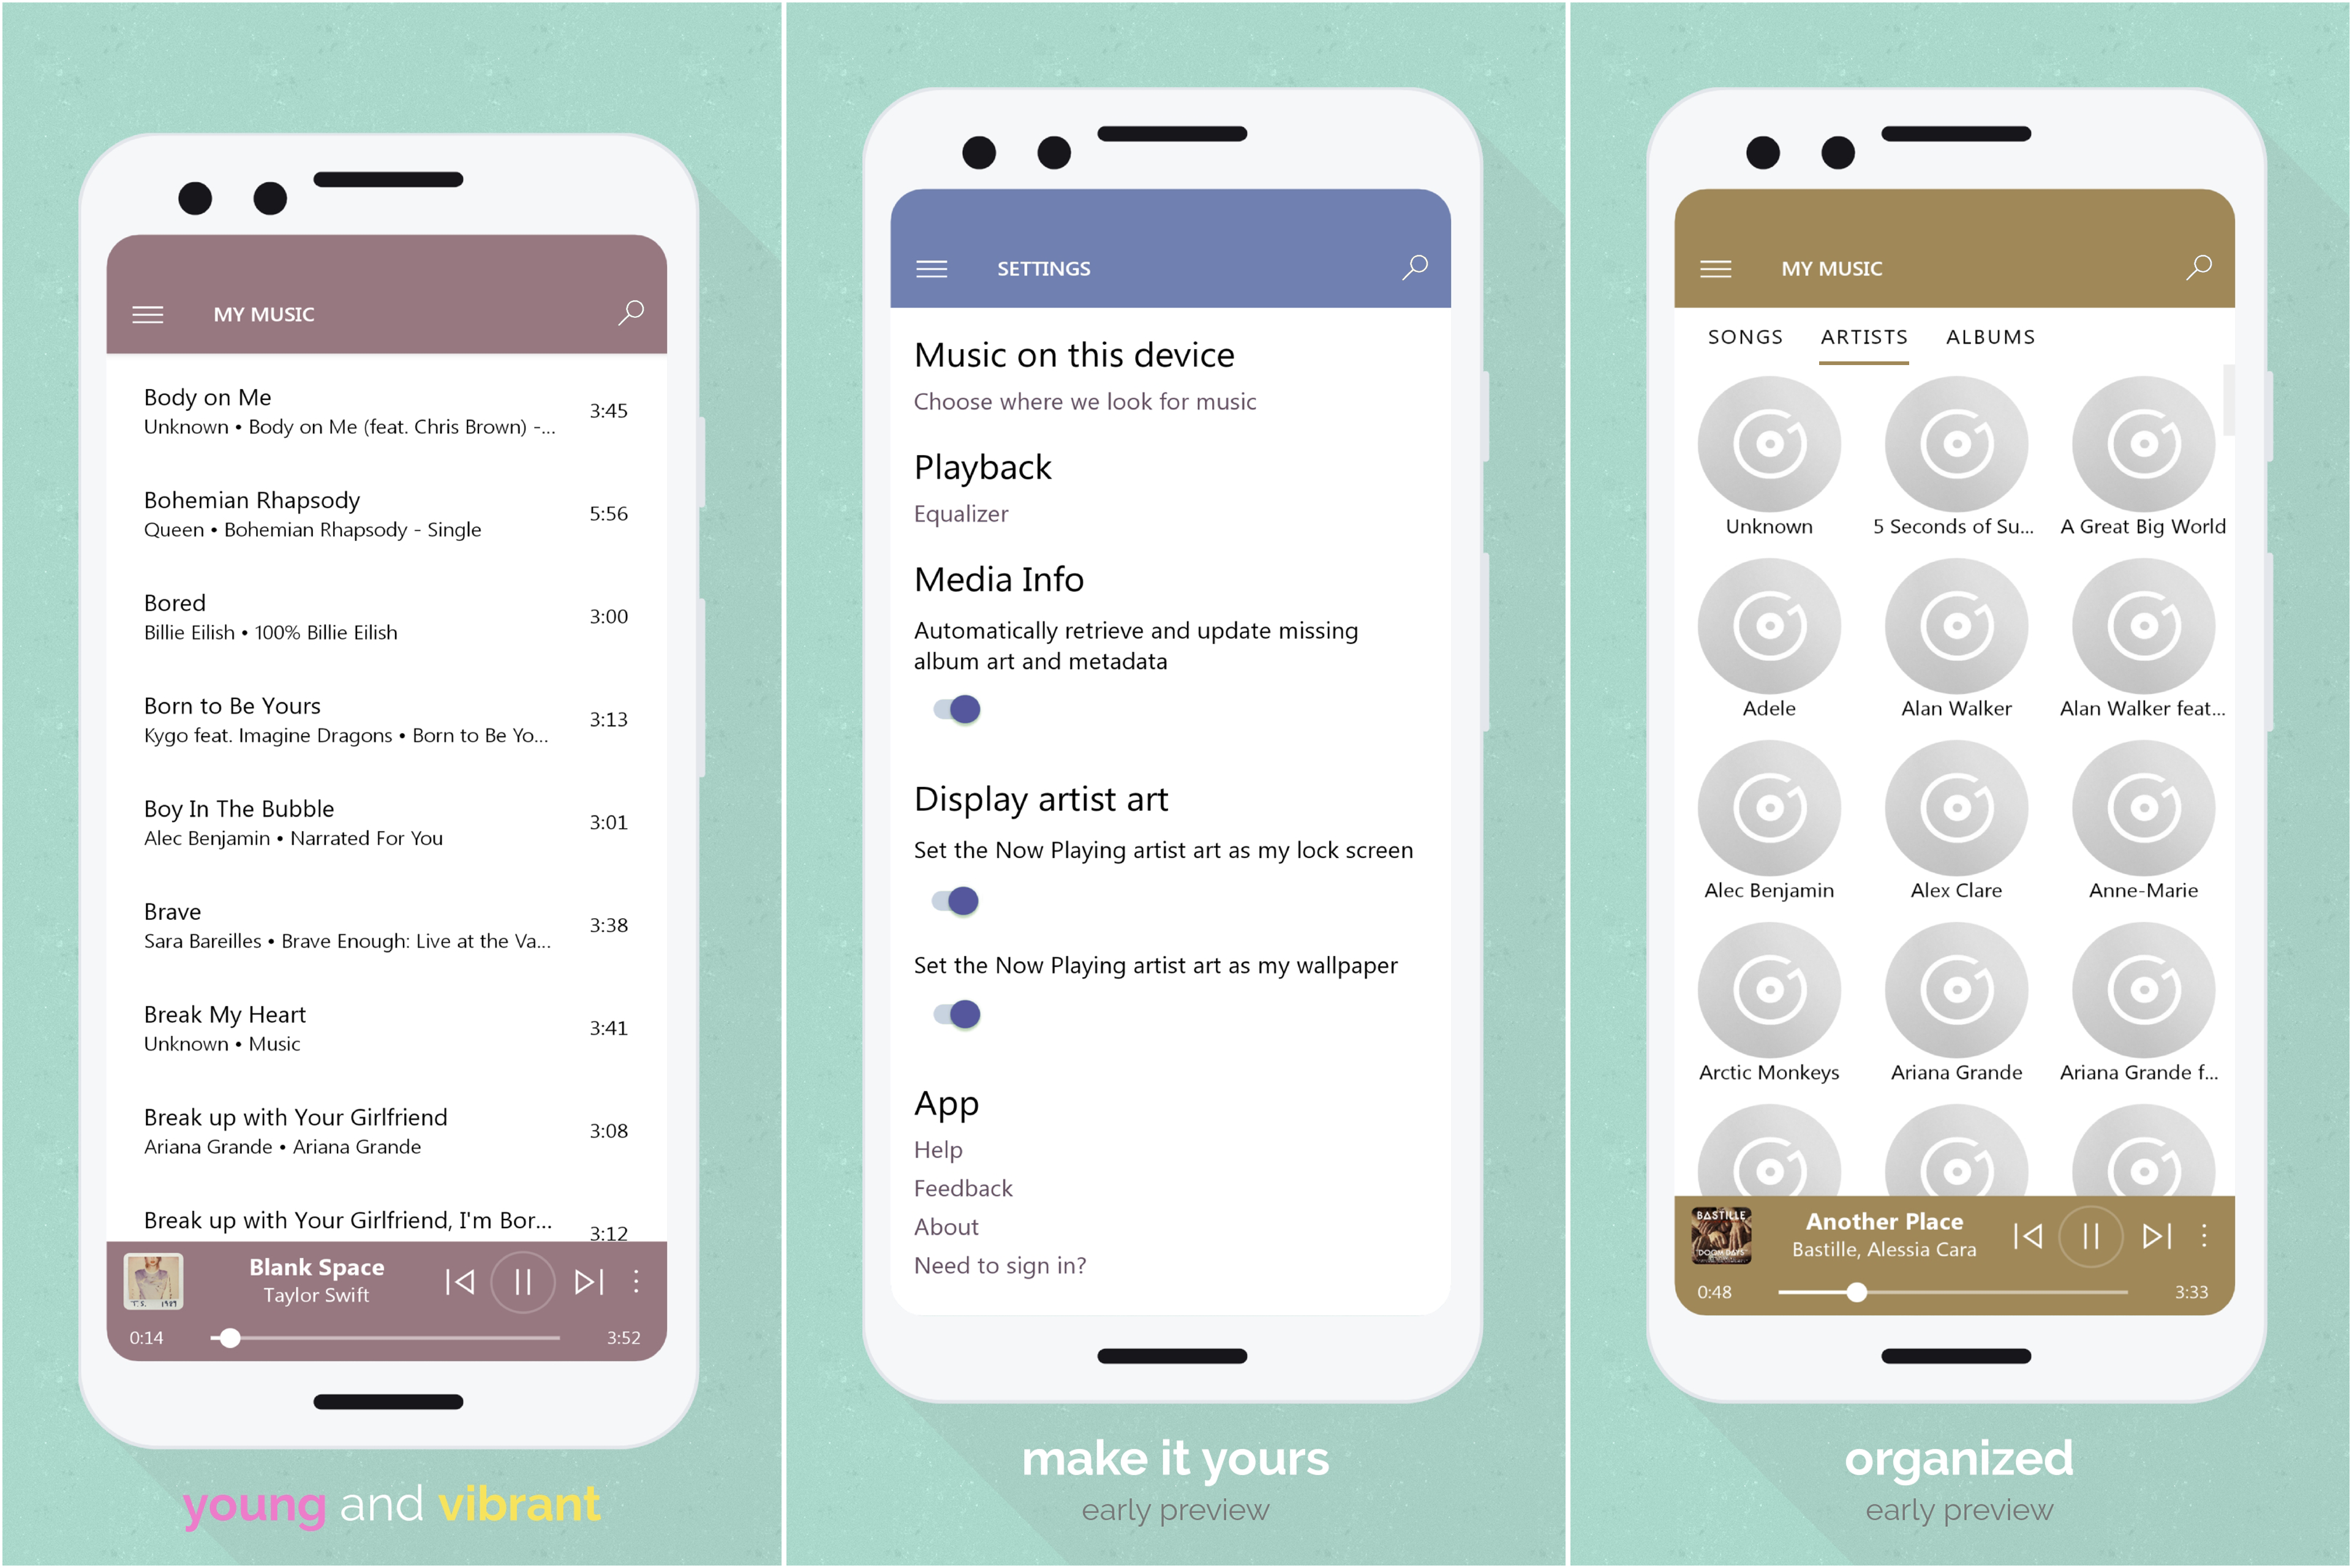 MY MUSIC
Body on Me
3:45
Unknown • Body on Me (feat. Chris Brown) -...
Bohemian Rhapsody
5:56
Queen • Bohemian Rhapsody - Single
Bored
3:00
Billie Eilish • 100% Billie Eilish
Born to Be Yours
3:13
Kygo feat. Imagine Dragons • Born to Be Yo...
Boy In The Bubble
3:01
Alec Benjamin • Narrated For You
Brave
3:38
Sara Bareilles • Brave Enough: Live at the Va...
Break My Heart
3:41
Unknown • Music
Break up with Your Girlfriend
3:08
Ariana Grande • Ariana Grande
Break up with Your Girlfriend, I'm Bor...
3:12
T.S. 1989
Blank Space
Taylor Swift
0:14
3:52
young and vibrant
SETTINGS
Music on this device
Choose where we look for music
Playback
Equalizer
Media Info
Automatically retrieve and update missing
album art and metadata
Display artist art
Set the Now Playing artist art as my lock screen
Set the Now Playing artist art as my wallpaper
App
Help
Feedback
About
Need to sign in?
make it yours
early preview
MY MUSIC
SONGS ARTISTS ALBUMS
Unknown 5 Seconds of Su... A Great Big World
Adele Alan Walker Alan Walker feat...
Alec Benjamin Alex Clare Anne-Marie
Arctic Monkeys Ariana Grande Ariana Grande f...
BASTILLE
DOOM DAYS
Another Place
Bastille, Alessia Cara
0:48
3:33
organized
early preview